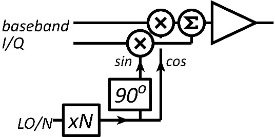 baseband
I/Q
× Σ
×
sin
cos
90°
LO/N
xN